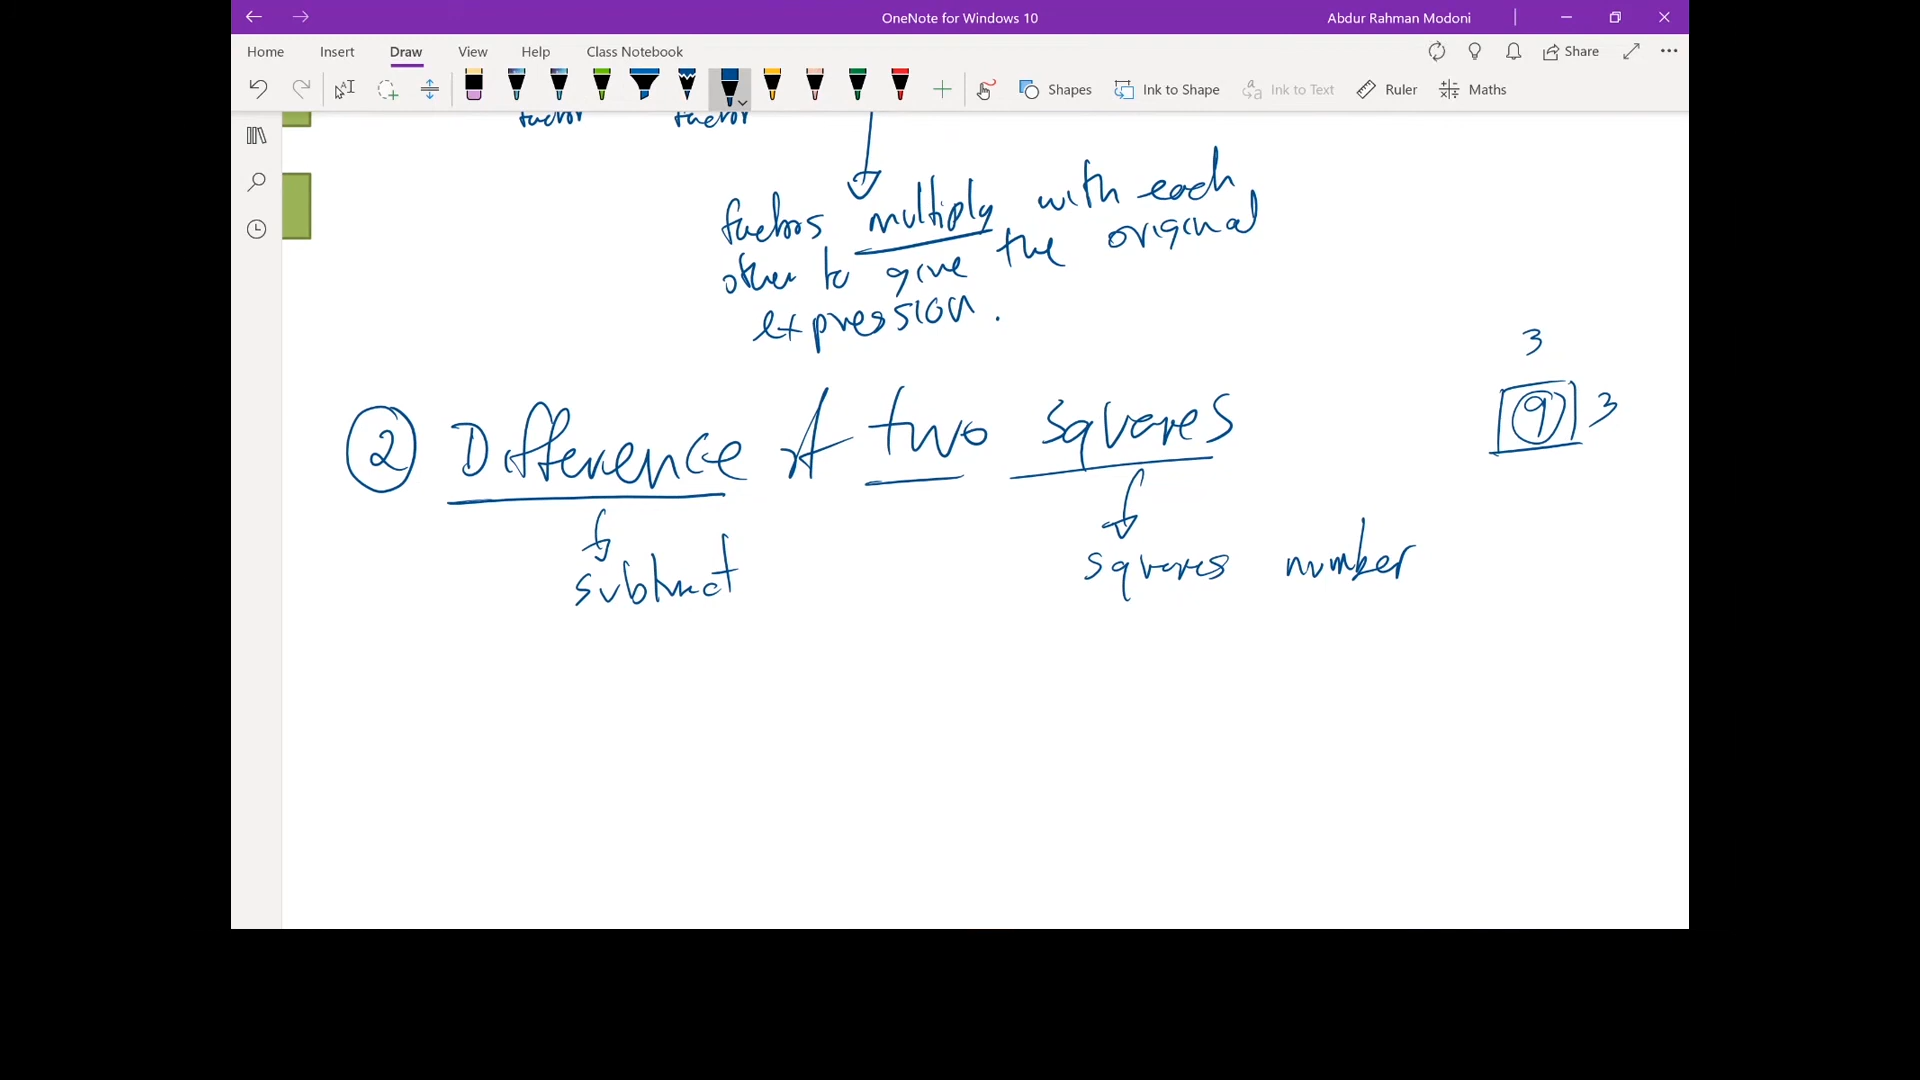 OneNote for Windows 10
Abdur Rahman Modoni
Home Insert Draw View Help Class Notebook
Share
Shapes Ink to Shape Ink to Text Ruler Maths
factor factor
factors multiply with each
other to give the original
expression.
3
2 Difference of two squares
9 3
subtract
squares number